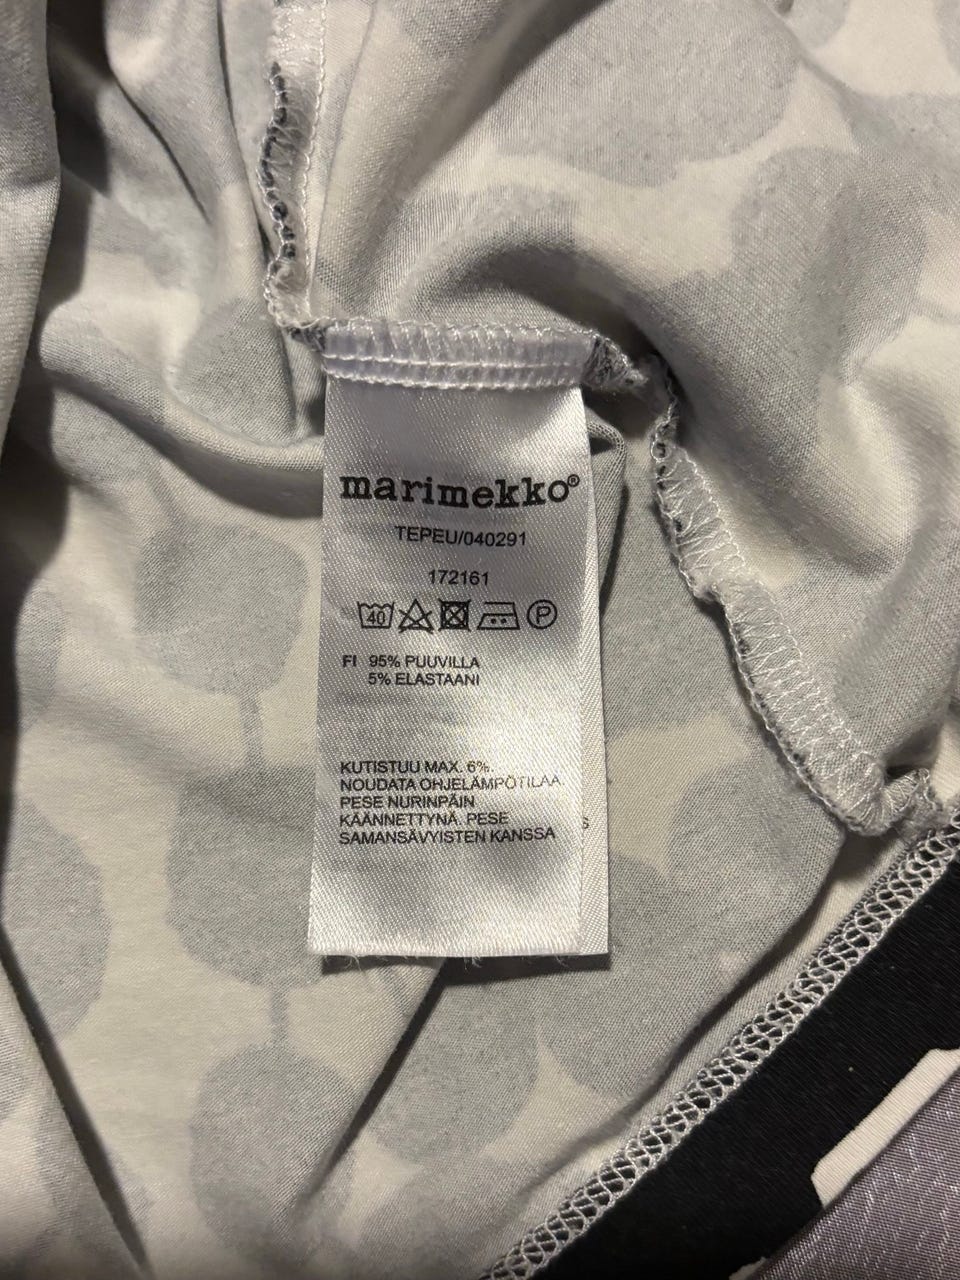 marimekko®
TEPEU/040291
172161
40 P
FI 95% PUUVILLA
5% ELASTAANI
KUTISTUU MAX. 6%.
NOUDATA OHJELÄMPÖTILAA.
PESE NURINPÄIN
KÄÄNNETTYNÄ. PESE
SAMANSÄVYISTEN KANSSA